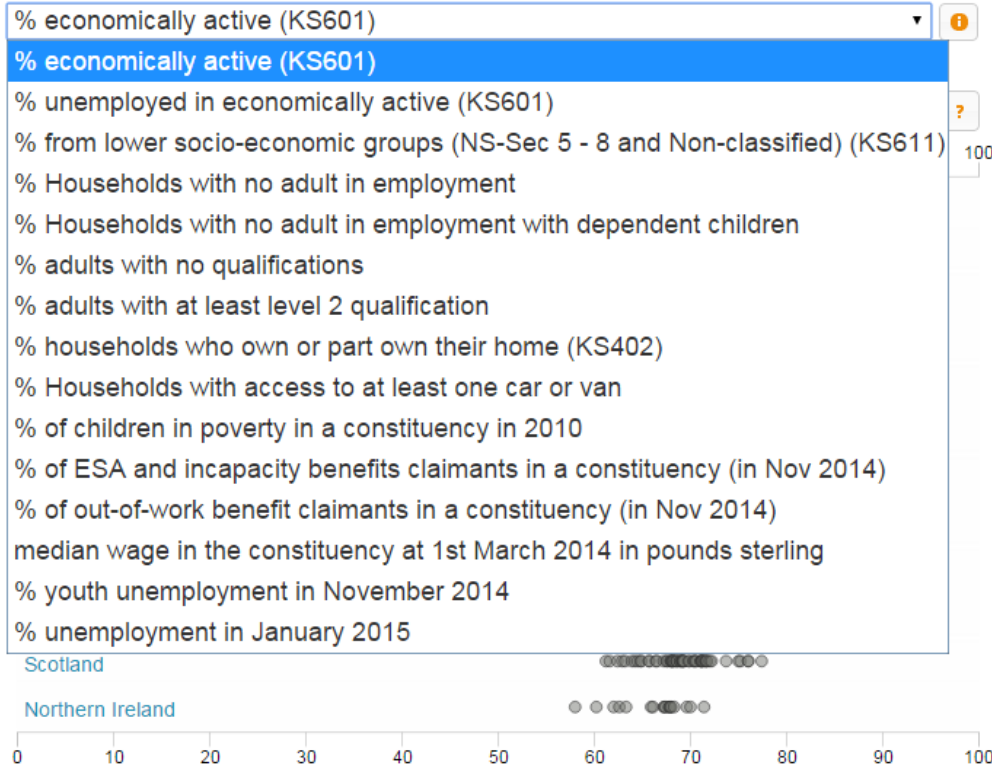 % economically active (KS601)
% economically active (KS601)
% unemployed in economically active (KS601)
?
% from lower socio-economic groups (NS-Sec 5 - 8 and Non-classified) (KS611)
100
% Households with no adult in employment
% Households with no adult in employment with dependent children
% adults with no qualifications
% adults with at least level 2 qualification
% households who own or part own their home (KS402)
% Households with access to at least one car or van
% of children in poverty in a constituency in 2010
% of ESA and incapacity benefits claimants in a constituency (in Nov 2014)
% of out-of-work benefit claimants in a constituency (in Nov 2014)
median wage in the constituency at 1st March 2014 in pounds sterling
% youth unemployment in November 2014
% unemployment in January 2015
Scotland
Northern Ireland
0 10 20 30 40 50 60 70 80 90 100